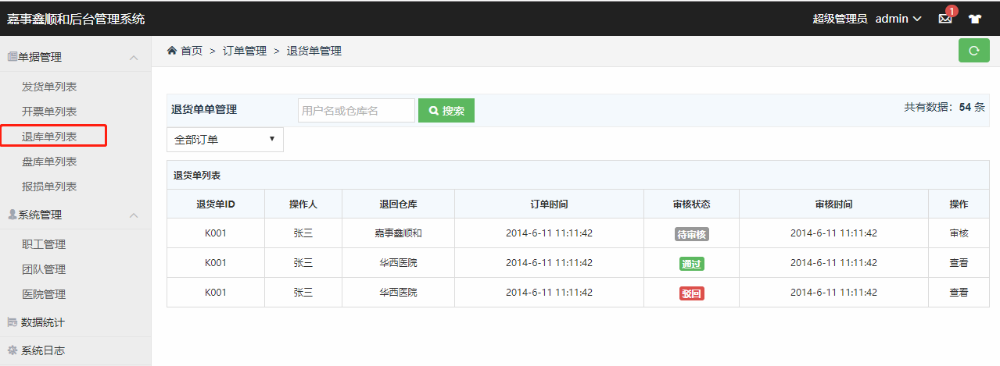 嘉事鑫顺和后台管理系统
超级管理员 admin 1
单据管理
发货单列表
开票单列表
退库单列表
盘库单列表
报损单列表
系统管理
职工管理
团队管理
医院管理
数据统计
系统日志
首页 > 订单管理 > 退货单管理
退货单单管理 用户名或仓库名 搜索 共有数据：54 条
全部订单
退货单列表
退货单ID 操作人 退回仓库 订单时间 审核状态 审核时间 操作
K001 张三 嘉事鑫顺和 2014-6-11 11:11:42 待审核 2014-6-11 11:11:42 审核
K001 张三 华西医院 2014-6-11 11:11:42 通过 2014-6-11 11:11:42 查看
K001 张三 华西医院 2014-6-11 11:11:42 驳回 2014-6-11 11:11:42 查看